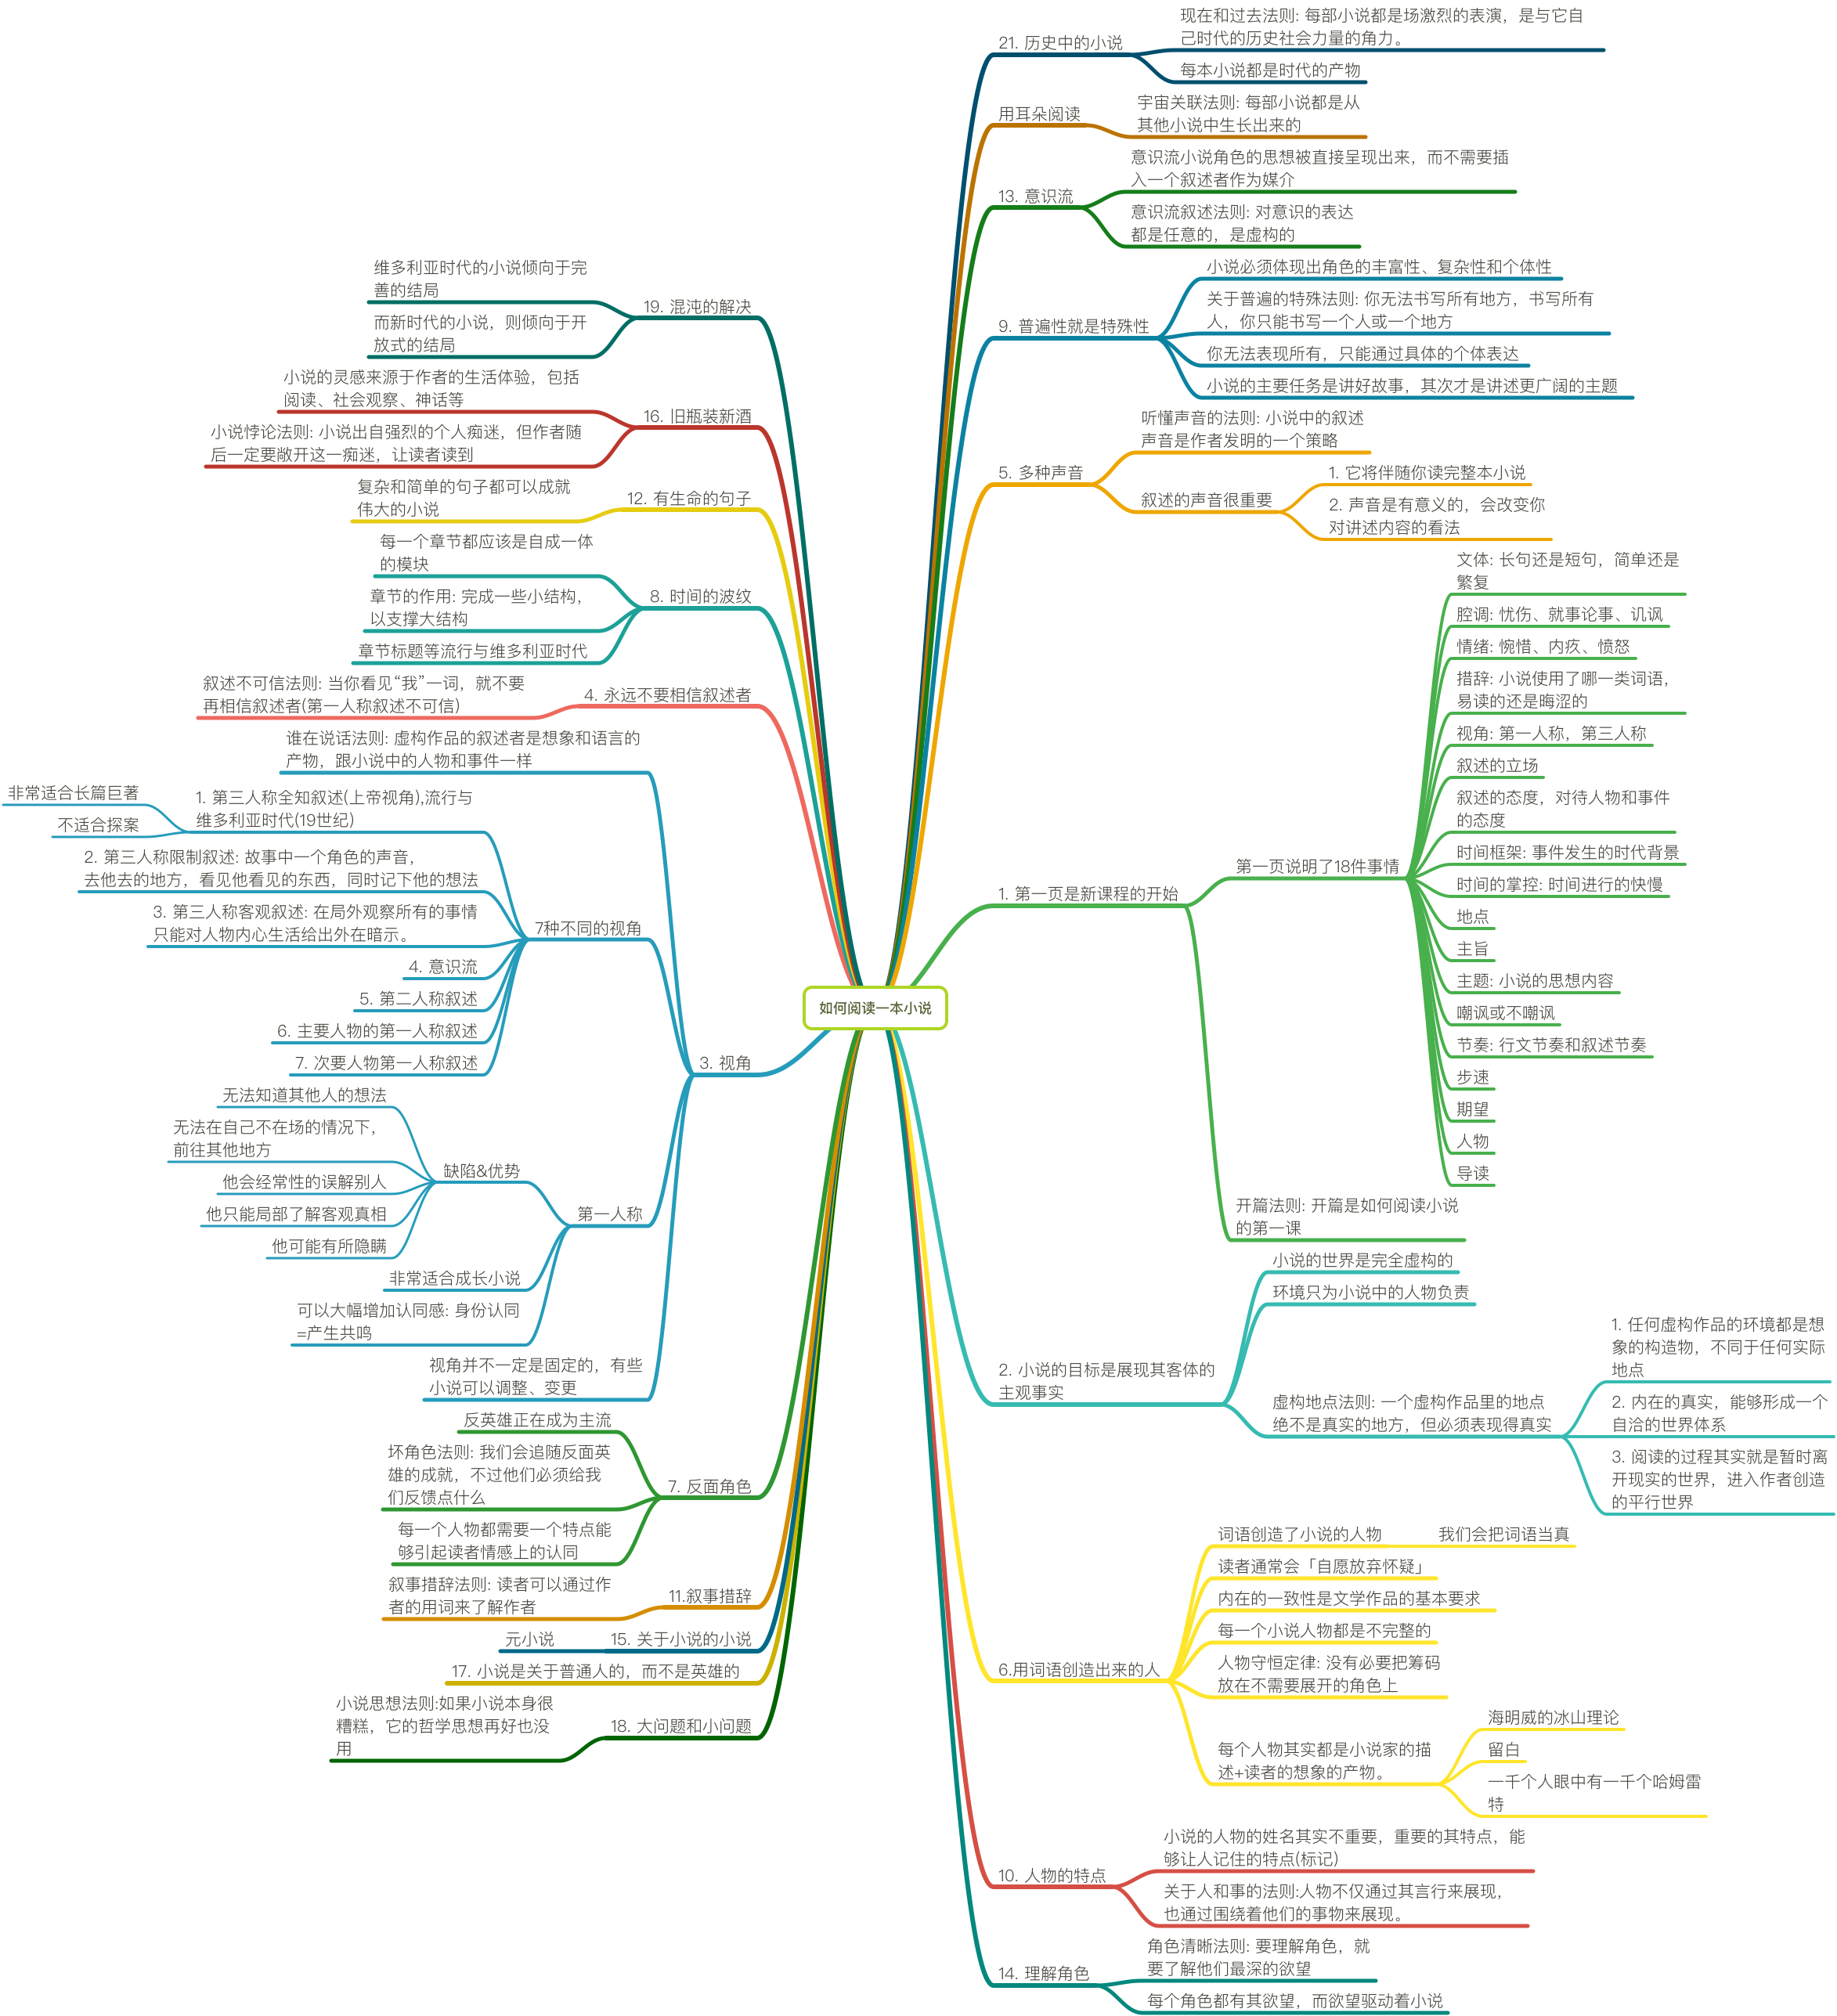 如何阅读一本小说
21. 历史中的小说
现在和过去法则: 每部小说都是场激烈的表演，是与它自
己时代的历史社会力量的角力。
每本小说都是时代的产物
用耳朵阅读
宇宙关联法则: 每部小说都是从
其他小说中生长出来的
13. 意识流
意识流小说角色的思想被直接呈现出来，而不需要插
入一个叙述者作为媒介
意识流叙述法则: 对意识的表达
都是任意的，是虚构的
9. 普遍性就是特殊性
小说必须体现出角色的丰富性、复杂性和个体性
关于普遍的特殊法则: 你无法书写所有地方，书写所有
人，你只能书写一个人或一个地方
你无法表现所有，只能通过具体的个体表达
小说的主要任务是讲好故事，其次才是讲述更广阔的主题
5. 多种声音
听懂声音的法则: 小说中的叙述
声音是作者发明的一个策略
叙述的声音很重要
1. 它将伴随你读完整本小说
2. 声音是有意义的，会改变你
对讲述内容的看法
1. 第一页是新课程的开始
第一页说明了18件事情
文体: 长句还是短句，简单还是
繁复
腔调: 忧伤、就事论事、讥讽
情绪: 惋惜、内疚、愤怒
措辞: 小说使用了哪一类词语，
易读的还是晦涩的
视角: 第一人称，第三人称
叙述的立场
叙述的态度，对待人物和事件
的态度
时间框架: 事件发生的时代背景
时间的掌控: 时间进行的快慢
地点
主旨
主题: 小说的思想内容
嘲讽或不嘲讽
节奏: 行文节奏和叙述节奏
步速
期望
人物
导读
开篇法则: 开篇是如何阅读小说
的第一课
2. 小说的目标是展现其客体的
主观事实
小说的世界是完全虚构的
环境只为小说中的人物负责
虚构地点法则: 一个虚构作品里的地点
绝不是真实的地方，但必须表现得真实
1. 任何虚构作品的环境都是想
象的构造物，不同于任何实际
地点
2. 内在的真实，能够形成一个
自洽的世界体系
3. 阅读的过程其实就是暂时离
开现实的世界，进入作者创造
的平行世界
6.用词语创造出来的人
词语创造了小说的人物
我们会把词语当真
读者通常会「自愿放弃怀疑」
内在的一致性是文学作品的基本要求
每一个小说人物都是不完整的
人物守恒定律: 没有必要把筹码
放在不需要展开的角色上
每个人物其实都是小说家的描
述+读者的想象的产物。
海明威的冰山理论
留白
一千个人眼中有一千个哈姆雷
特
10. 人物的特点
小说的人物的姓名其实不重要，重要的其特点，能
够让人记住的特点(标记)
关于人和事的法则:人物不仅通过其言行来展现，
也通过围绕着他们的事物来展现。
14. 理解角色
角色清晰法则: 要理解角色，就
要了解他们最深的欲望
每个角色都有其欲望，而欲望驱动着小说
19. 混沌的解决
维多利亚时代的小说倾向于完
善的结局
而新时代的小说，则倾向于开
放式的结局
16. 旧瓶装新酒
小说的灵感来源于作者的生活体验，包括
阅读、社会观察、神话等
小说悖论法则: 小说出自强烈的个人痴迷，但作者随
后一定要敞开这一痴迷，让读者读到
12. 有生命的句子
复杂和简单的句子都可以成就
伟大的小说
8. 时间的波纹
每一个章节都应该是自成一体
的模块
章节的作用: 完成一些小结构，
以支撑大结构
章节标题等流行与维多利亚时代
4. 永远不要相信叙述者
叙述不可信法则: 当你看见“我”一词，就不要
再相信叙述者(第一人称叙述不可信)
3. 视角
谁在说话法则: 虚构作品的叙述者是想象和语言的
产物，跟小说中的人物和事件一样
7种不同的视角
1. 第三人称全知叙述(上帝视角),流行与
维多利亚时代(19世纪)
非常适合长篇巨著
不适合探案
2. 第三人称限制叙述: 故事中一个角色的声音，
去他去的地方，看见他看见的东西，同时记下他的想法
3. 第三人称客观叙述: 在局外观察所有的事情
只能对人物内心生活给出外在暗示。
4. 意识流
5. 第二人称叙述
6. 主要人物的第一人称叙述
7. 次要人物第一人称叙述
第一人称
缺陷&优势
无法知道其他人的想法
无法在自己不在场的情况下，
前往其他地方
他会经常性的误解别人
他只能局部了解客观真相
他可能有所隐瞒
非常适合成长小说
可以大幅增加认同感: 身份认同
=产生共鸣
视角并不一定是固定的，有些
小说可以调整、变更
7. 反面角色
反英雄正在成为主流
坏角色法则: 我们会追随反面英
雄的成就，不过他们必须给我
们反馈点什么
每一个人物都需要一个特点能
够引起读者情感上的认同
11.叙事措辞
叙事措辞法则: 读者可以通过作
者的用词来了解作者
15. 关于小说的小说
元小说
17. 小说是关于普通人的，而不是英雄的
18. 大问题和小问题
小说思想法则:如果小说本身很
糟糕，它的哲学思想再好也没
用